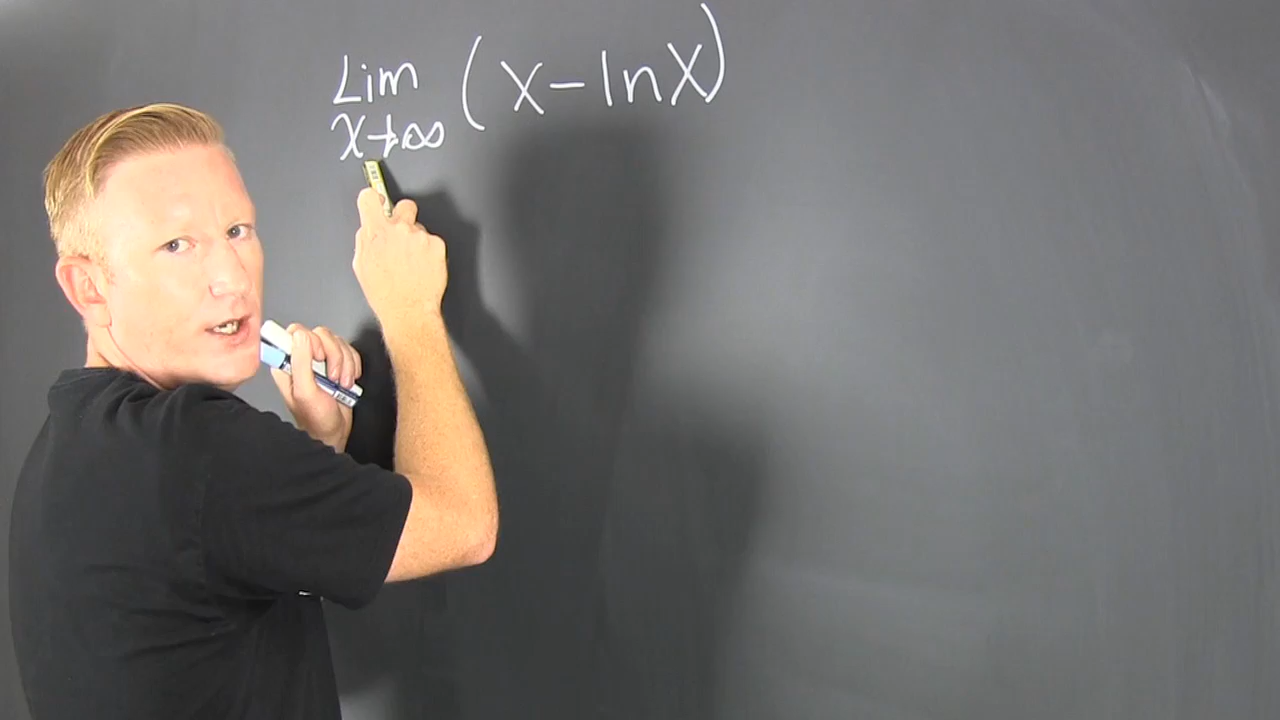 Lim (x-lnx)
x→∞